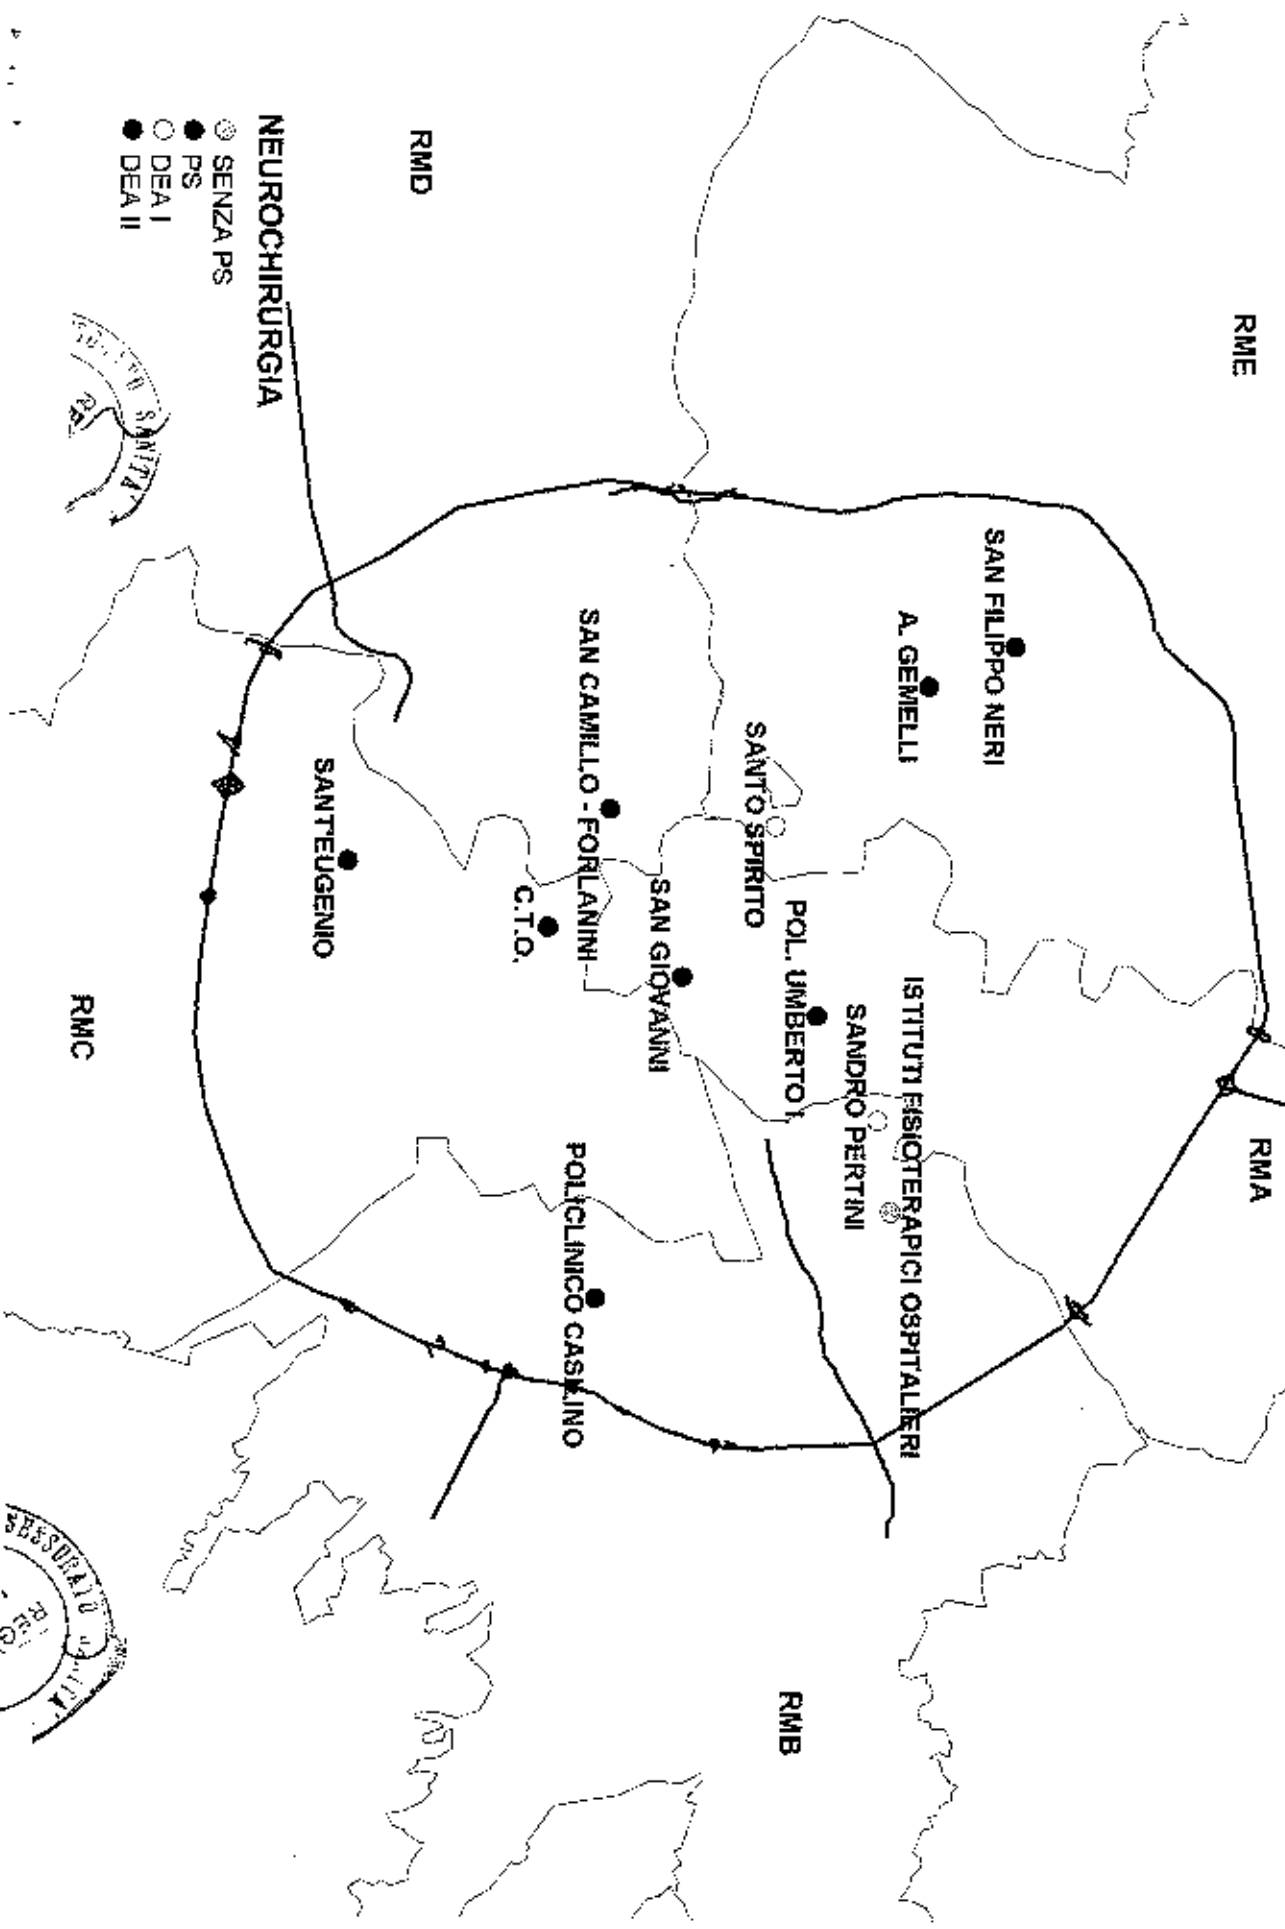 RME
RMA
SAN FILIPPO NERI
A. GEMELLI
ISTITUTI FISIOTERAPICI OSPITALIERI
SANDRO PERTINI
POL. UMBERTO I
SANTO SPIRITO
RMB
SAN GIOVANNI
SAN CAMILLO - FORLANINI
POLICLINICO CASILINO
C.T.O.
RMD
SANT'EUGENIO
NEUROCHIRURGIA
SENZA PS
PS
DEA I
DEA II
RMC
SANITA'